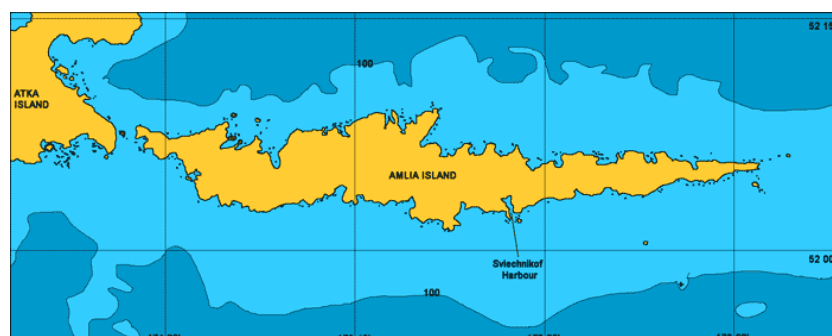 52 15
100
ATKA
ISLAND
AMLIA ISLAND
52 00
Sviechnikof
Harbour
100